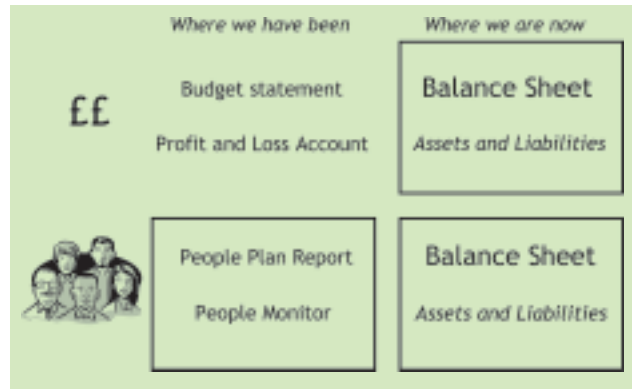 Where we have been
Where we are now
££
Budget statement
Profit and Loss Account
Balance Sheet
Assets and Liabilities
People Plan Report
People Monitor
Balance Sheet
Assets and Liabilities